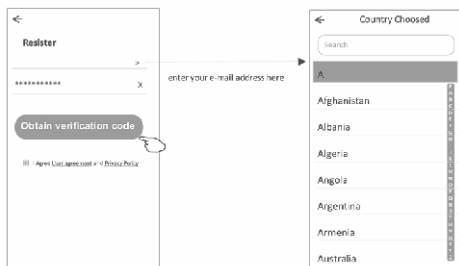 Resister
>
*********** X
Obtain verification code
I Agree User agreement and Privacy Policy
enter your e-mail address here
Country Choosed
Search
A
Afghanistan
Albania
Algeria
Angola
Argentina
Armenia
Australia